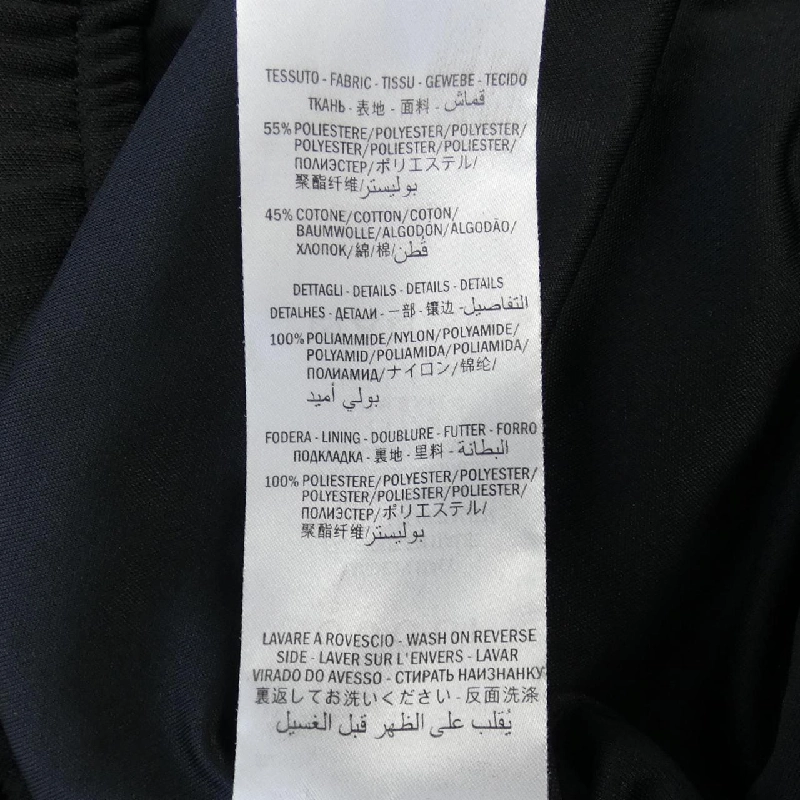 TESSUTO - FABRIC - TISSU - GEWEBE - TECIDO
ТКАНЬ - 表地 - 面料 - قماش
55% POLIESTERE/POLYESTER/POLYESTER/
POLYESTER/POLIÉSTER/POLIESTER/
ПОЛИЭСТЕР/ポリエステル/
聚酯纤维/بوليستر
45% COTONE/COTTON/COTON/
BAUMWOLLE/ALGODÓN/ALGODÃO/
ХЛОПОК/綿/棉/قطن
DETTAGLI - DETAILS - DETAILS - DETAILS
DETALHES - ДЕТАЛИ - 一部 - 镶边 - التفاصيل
100% POLIAMMIDE/NYLON/POLYAMIDE/
POLYAMID/POLIAMIDA/POLIAMIDA/
ПОЛИАМИД/ナイロン/锦纶/
بولي أميد
FODERA - LINING - DOUBLURE - FUTTER - FORRO
ПОДКЛАДКА - 裏地 - 里料 - البطانة
100% POLIESTERE/POLYESTER/POLYESTER/
POLYESTER/POLIÉSTER/POLIESTER/
ПОЛИЭСТЕР/ポリエステル/
聚酯纤维/بوليستر
LAVARE A ROVESCIO - WASH ON REVERSE
SIDE - LAVER SUR L'ENVERS - LAVAR
VIRADO DO AVESSO - СТИРАТЬ НАИЗНАНКУ
裏返してお洗いください - 反面洗涤
يُقلب على الظهر قبل الغسيل